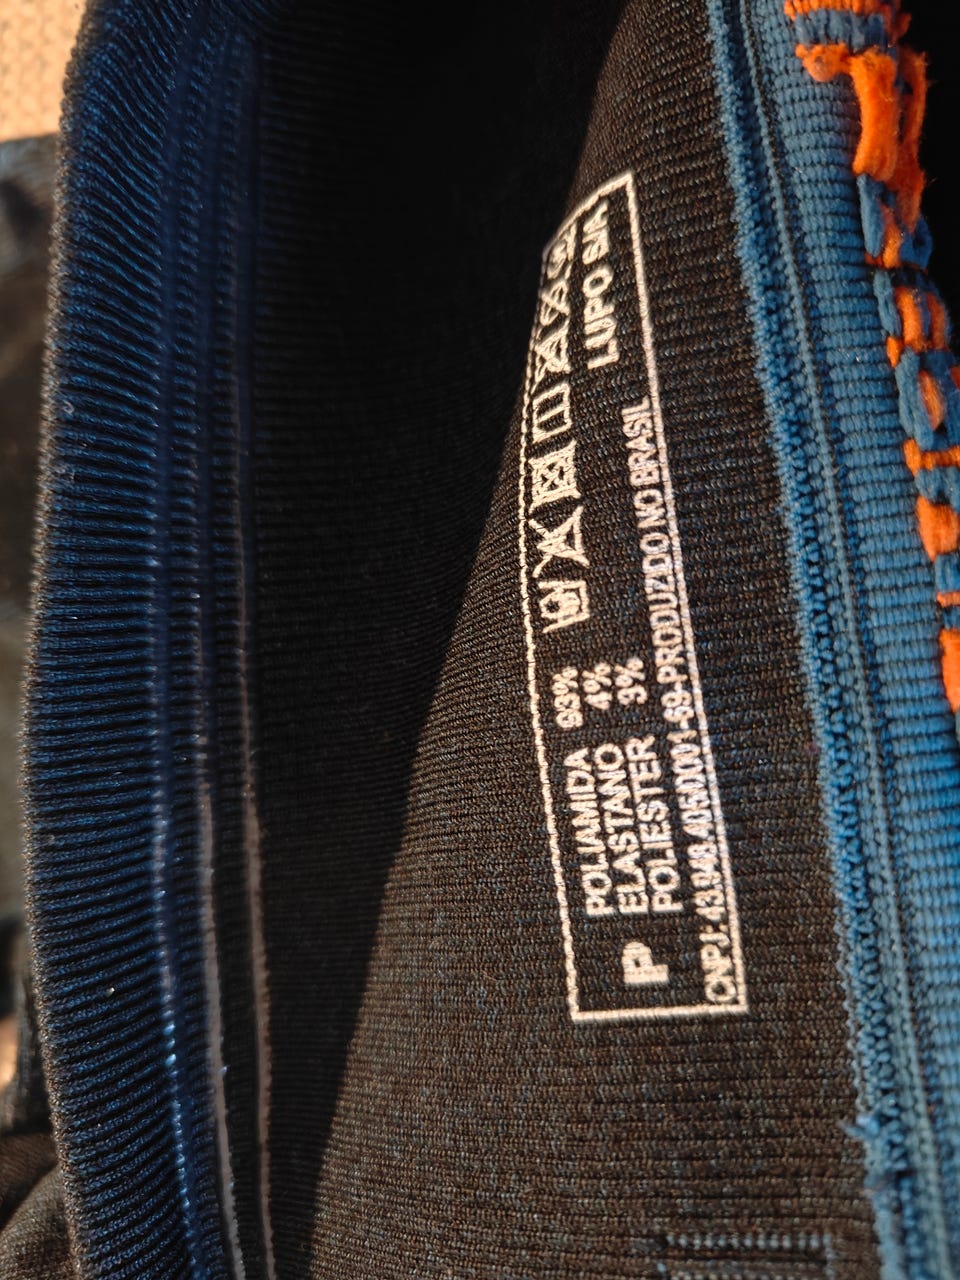 P
POLIAMIDA 93%
ELASTANO 4%
POLIESTER 3%
LUPO S/A
CNPJ: 43.948.405/0001-69-PRODUZIDO NO BRASIL